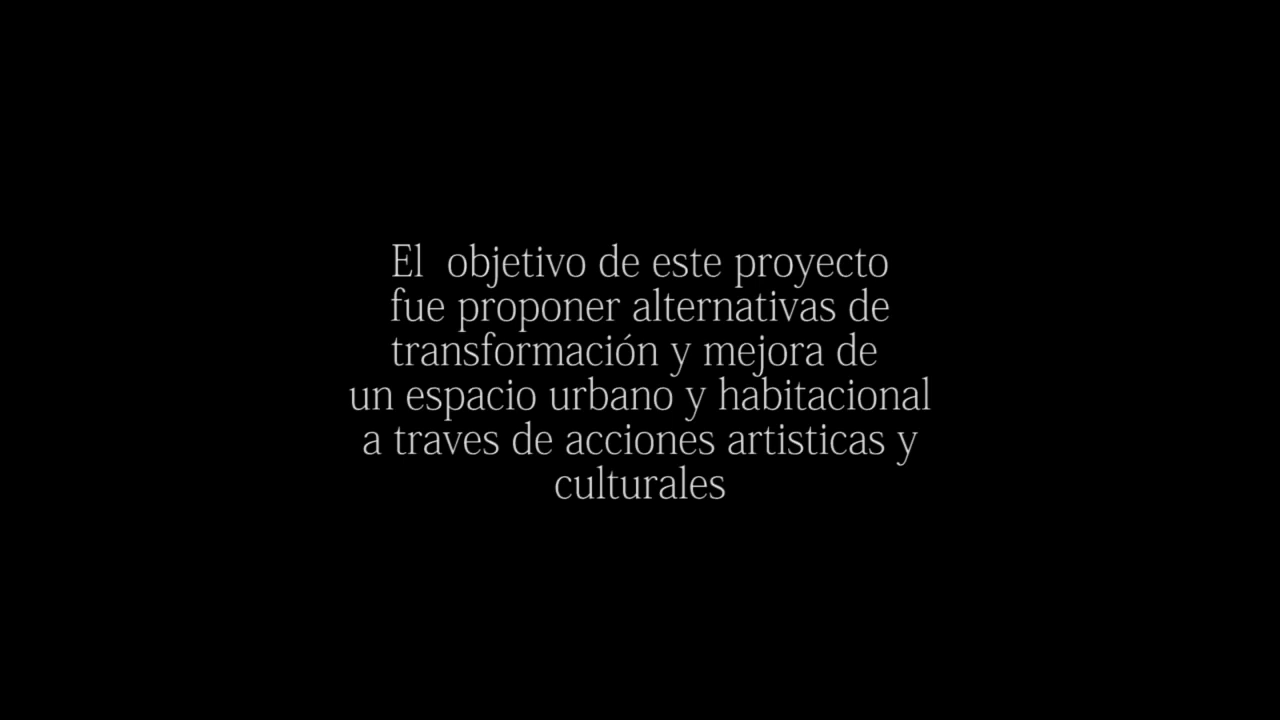 El  objetivo de este proyecto
fue proponer alternativas de
transformación y mejora de
un espacio urbano y habitacional
a traves de acciones artisticas y
culturales